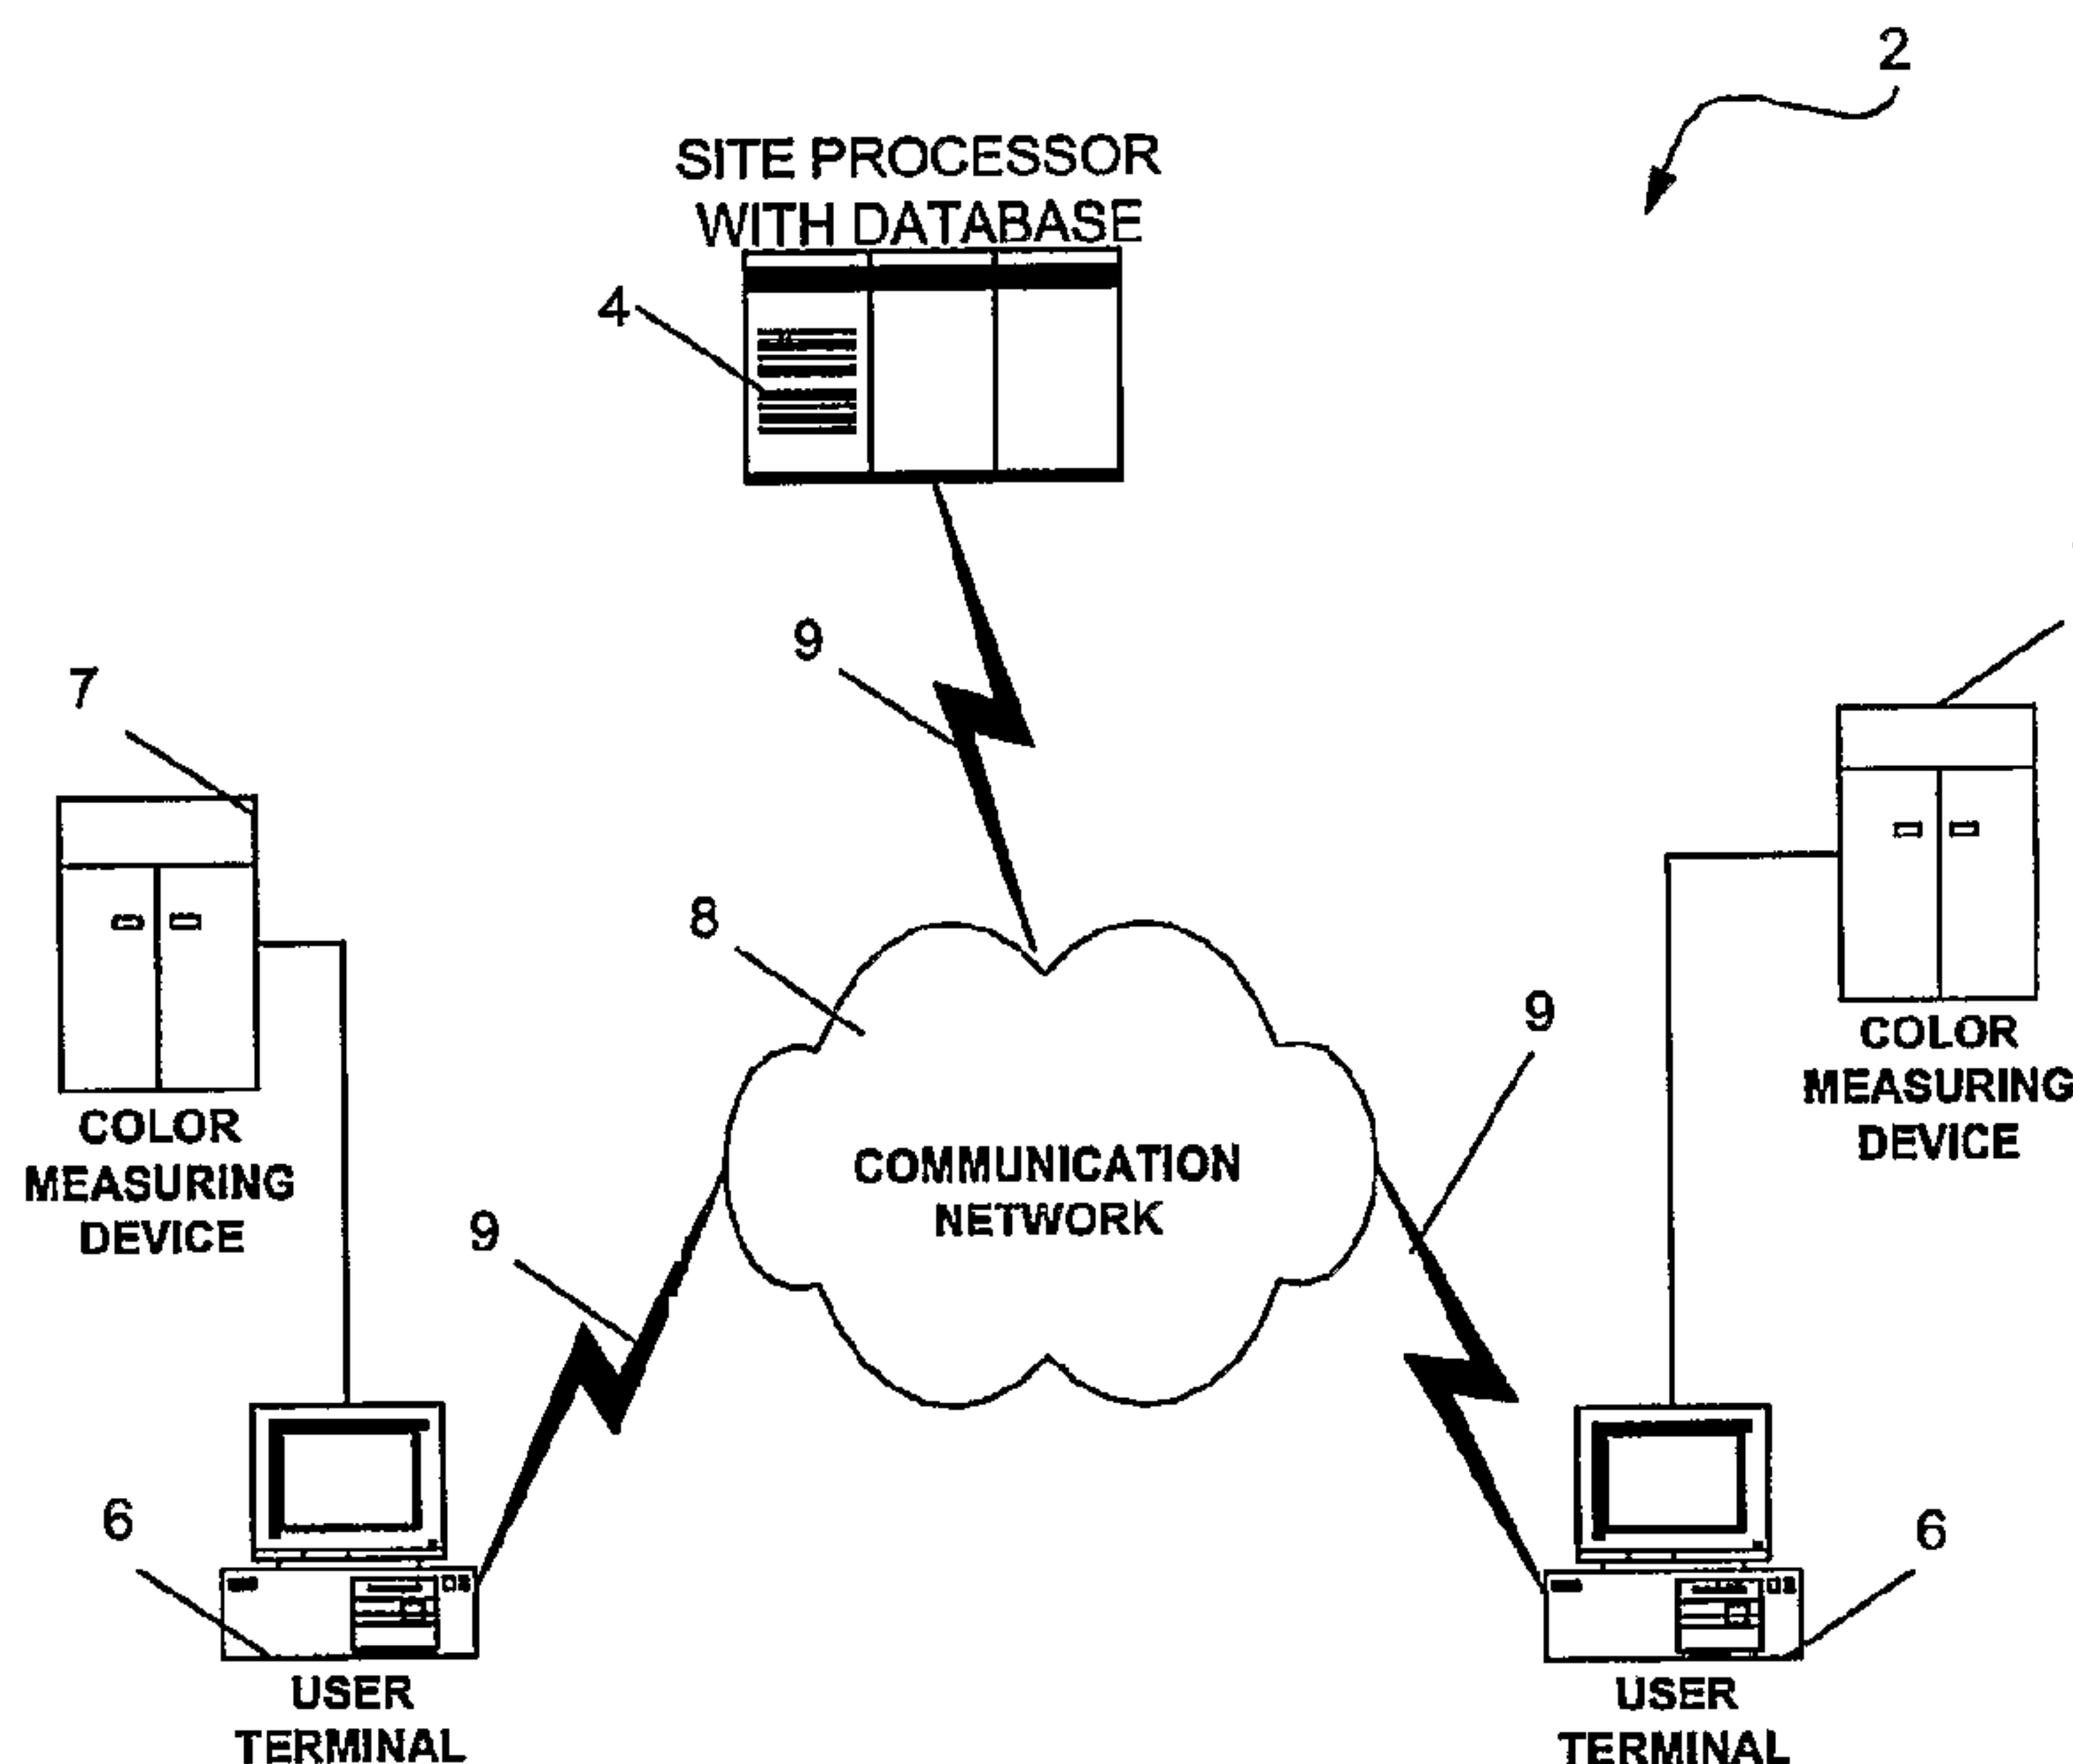 2
SITE PROCESSOR
WITH DATABASE
4
9
7
8
9
COLOR
MEASURING
DEVICE
COLOR
MEASURING
DEVICE
COMMUNICATION
NETWORK
9
6
6
USER
TERMINAL
USER
TERMINAL